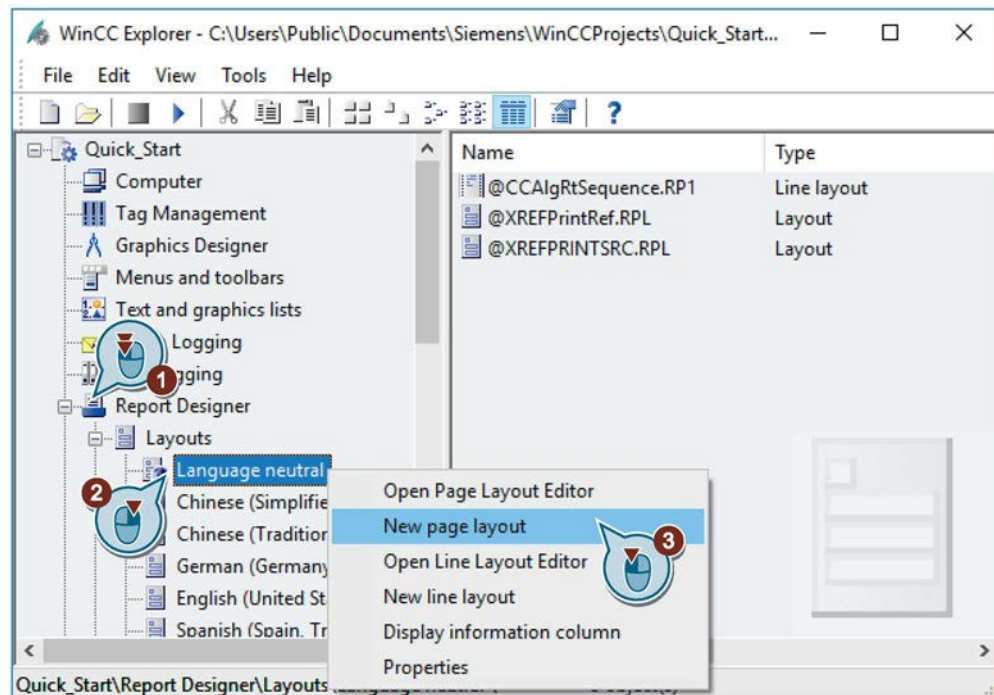 WinCC Explorer - C:\Users\Public\Documents\Siemens\WinCCProjects\Quick_Start...
File Edit View Tools Help
Quick_Start
Computer
Tag Management
Graphics Designer
Menus and toolbars
Text and graphics lists
Logging
1
Report Designer
Layouts
Language neutral
2
Chinese (Simplifie
Chinese (Tradition
German (Germany
English (United St
Spanish (Spain, Tr
Name Type
@CCAlgRtSequence.RP1 Line layout
@XREFPrintRef.RPL Layout
@XREFPRINTSRC.RPL Layout
Open Page Layout Editor
New page layout
3
Open Line Layout Editor
New line layout
Display information column
Properties
Quick_Start\Report Designer\Layouts